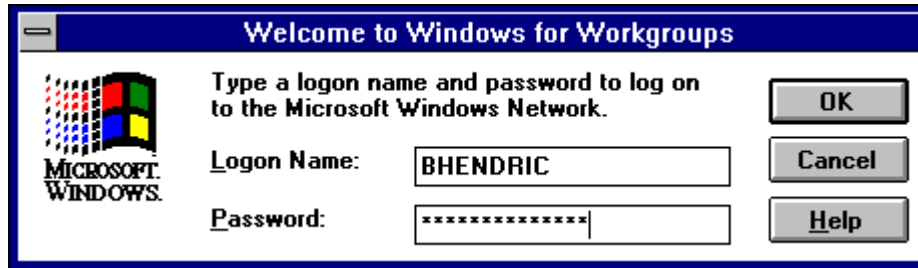 Welcome to Windows for Workgroups
Type a logon name and password to log on
to the Microsoft Windows Network.
OK
Logon Name: BHENDRIC
Cancel
MICROSOFT.
WINDOWS.
Password: **************
Help